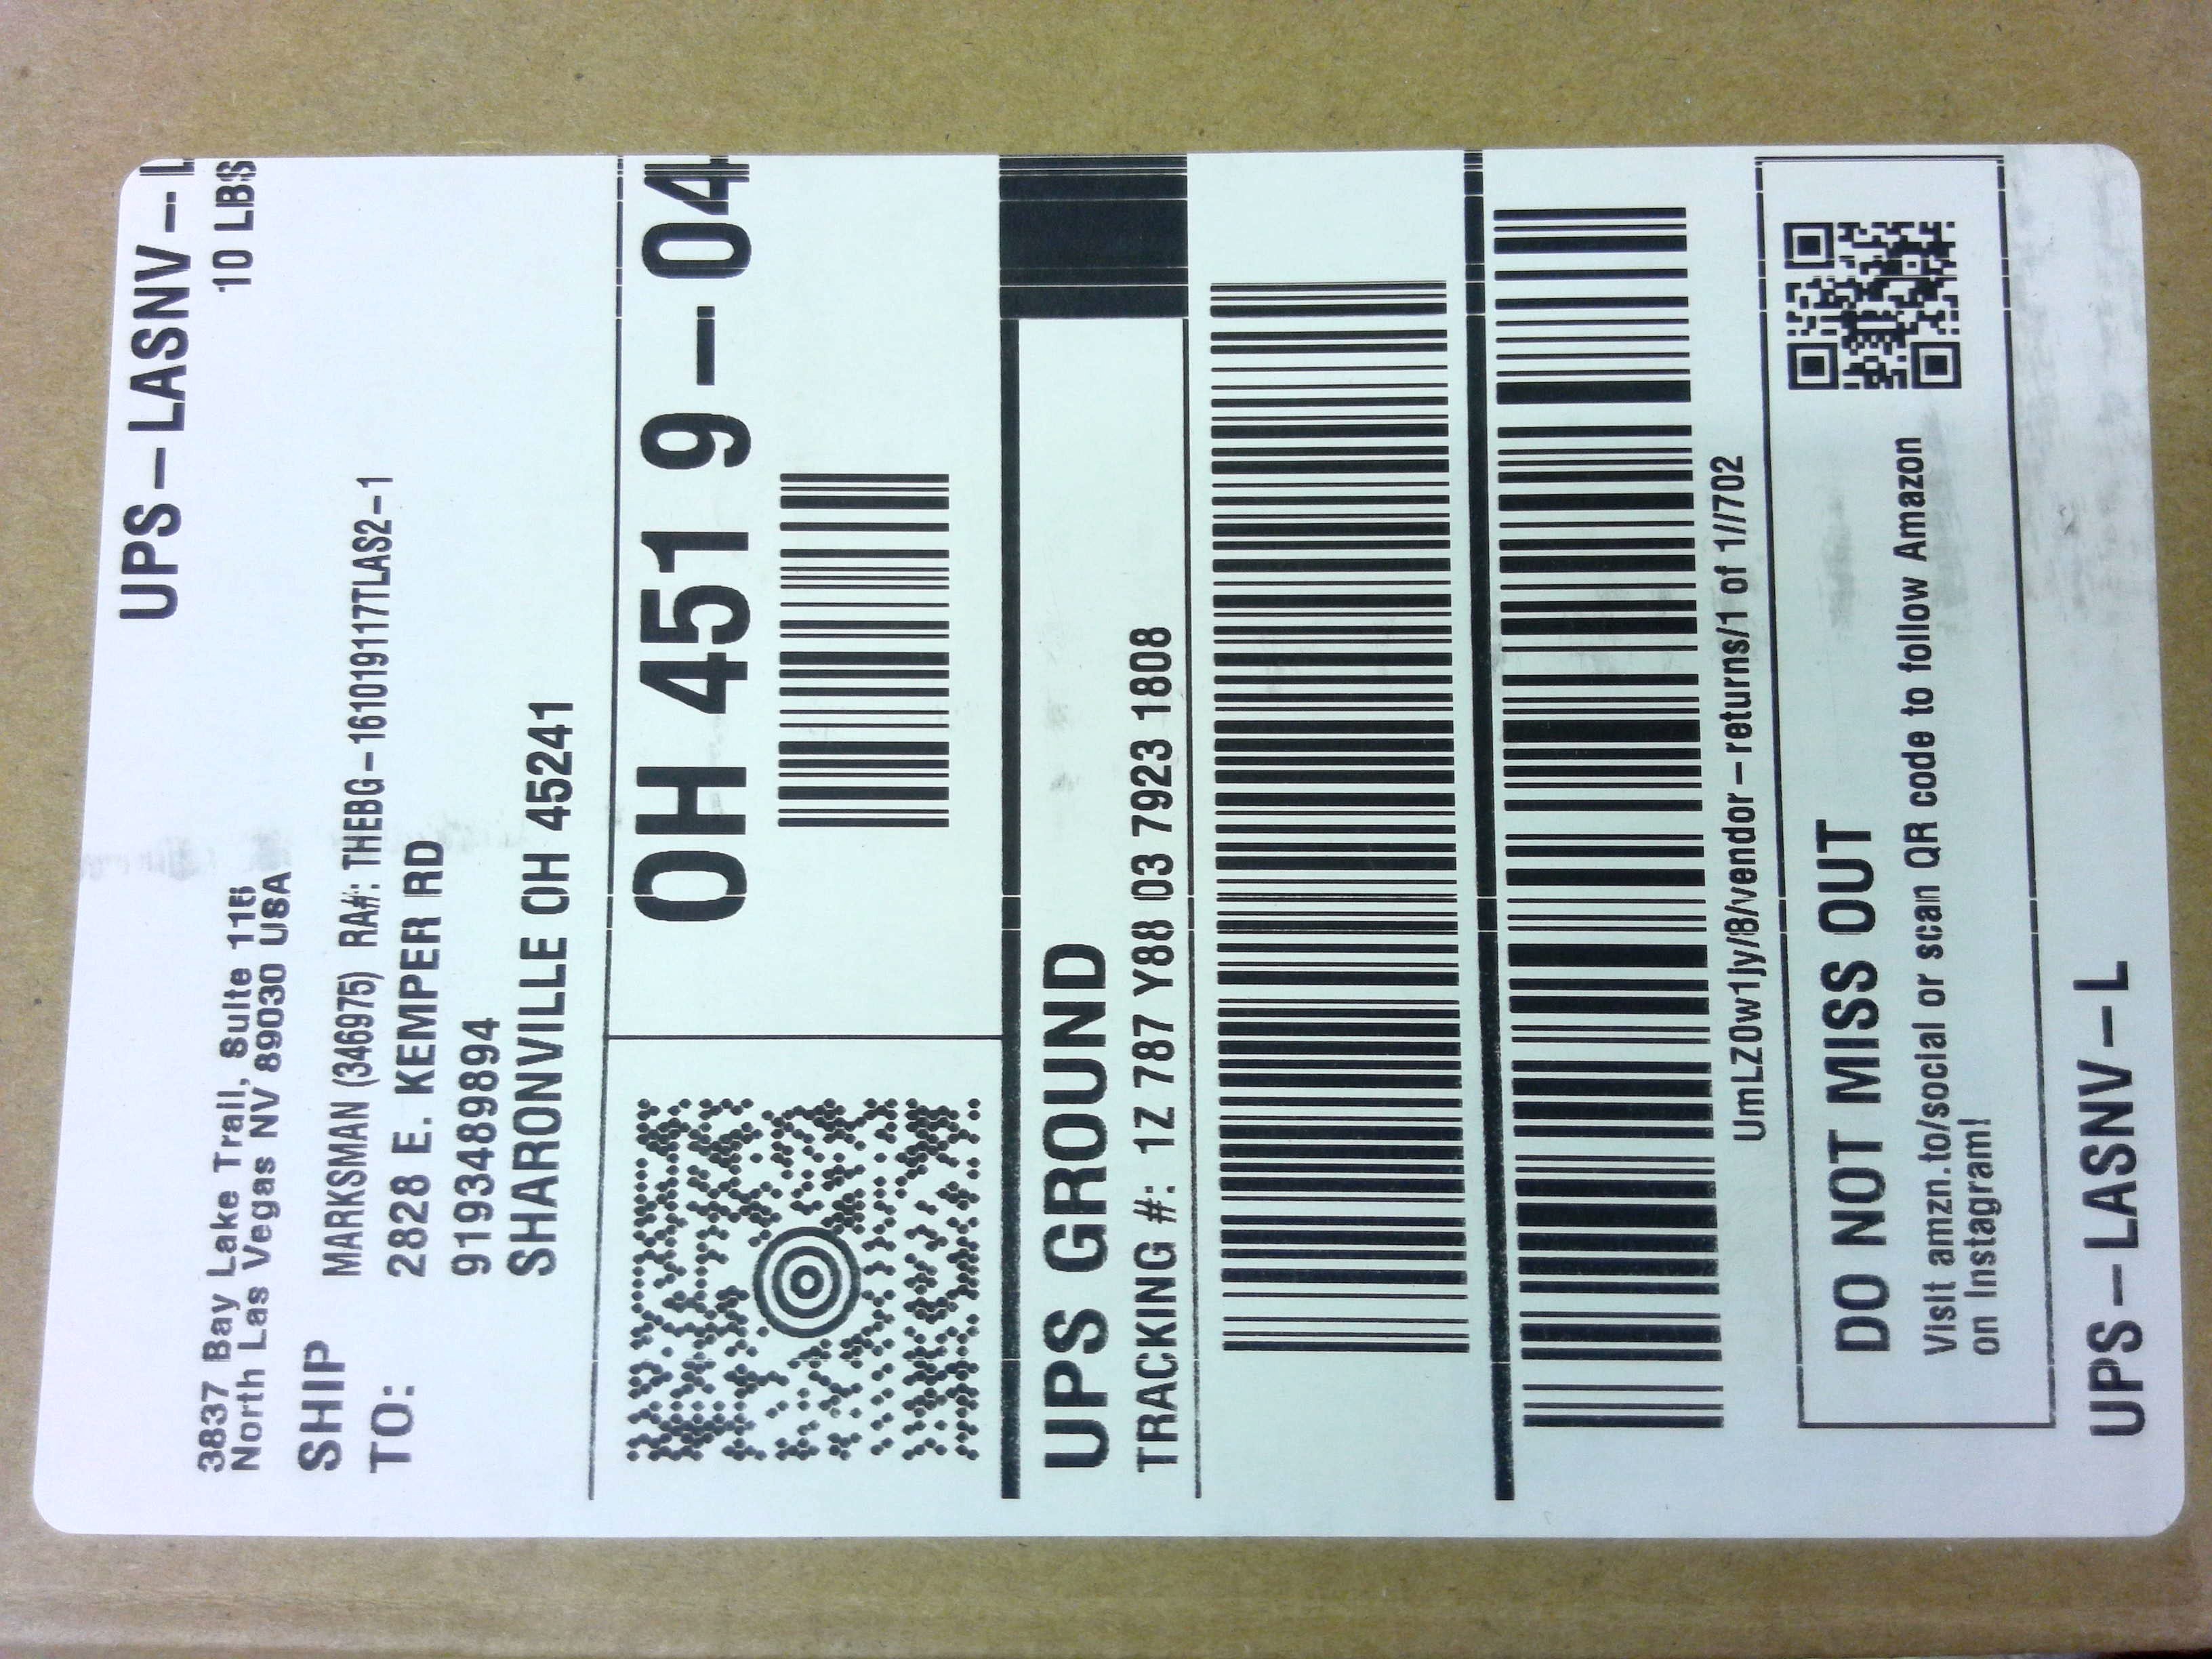 UPS-LASNV-L
10 LBS
3837 Bay Lake Trail, Suite 115
North Las Vegas NV 89030 USA
SHIP
TO:
MARKSMAN (346975) RA#: THEBG-161019117TLAS2-1
2828 E. KEMPER RD
9193489894
SHARONVILLE OH 45241
OH 451 9-04
UPS GROUND
TRACKING #: 1Z 787 Y88 03 7923 1808
UmLZ0w1jy/8/vendor-returns/1 of 1//702
DO NOT MISS OUT
Visit amzn.to/social or scan QR code to follow Amazon
on Instagram!
UPS-LASNV-L